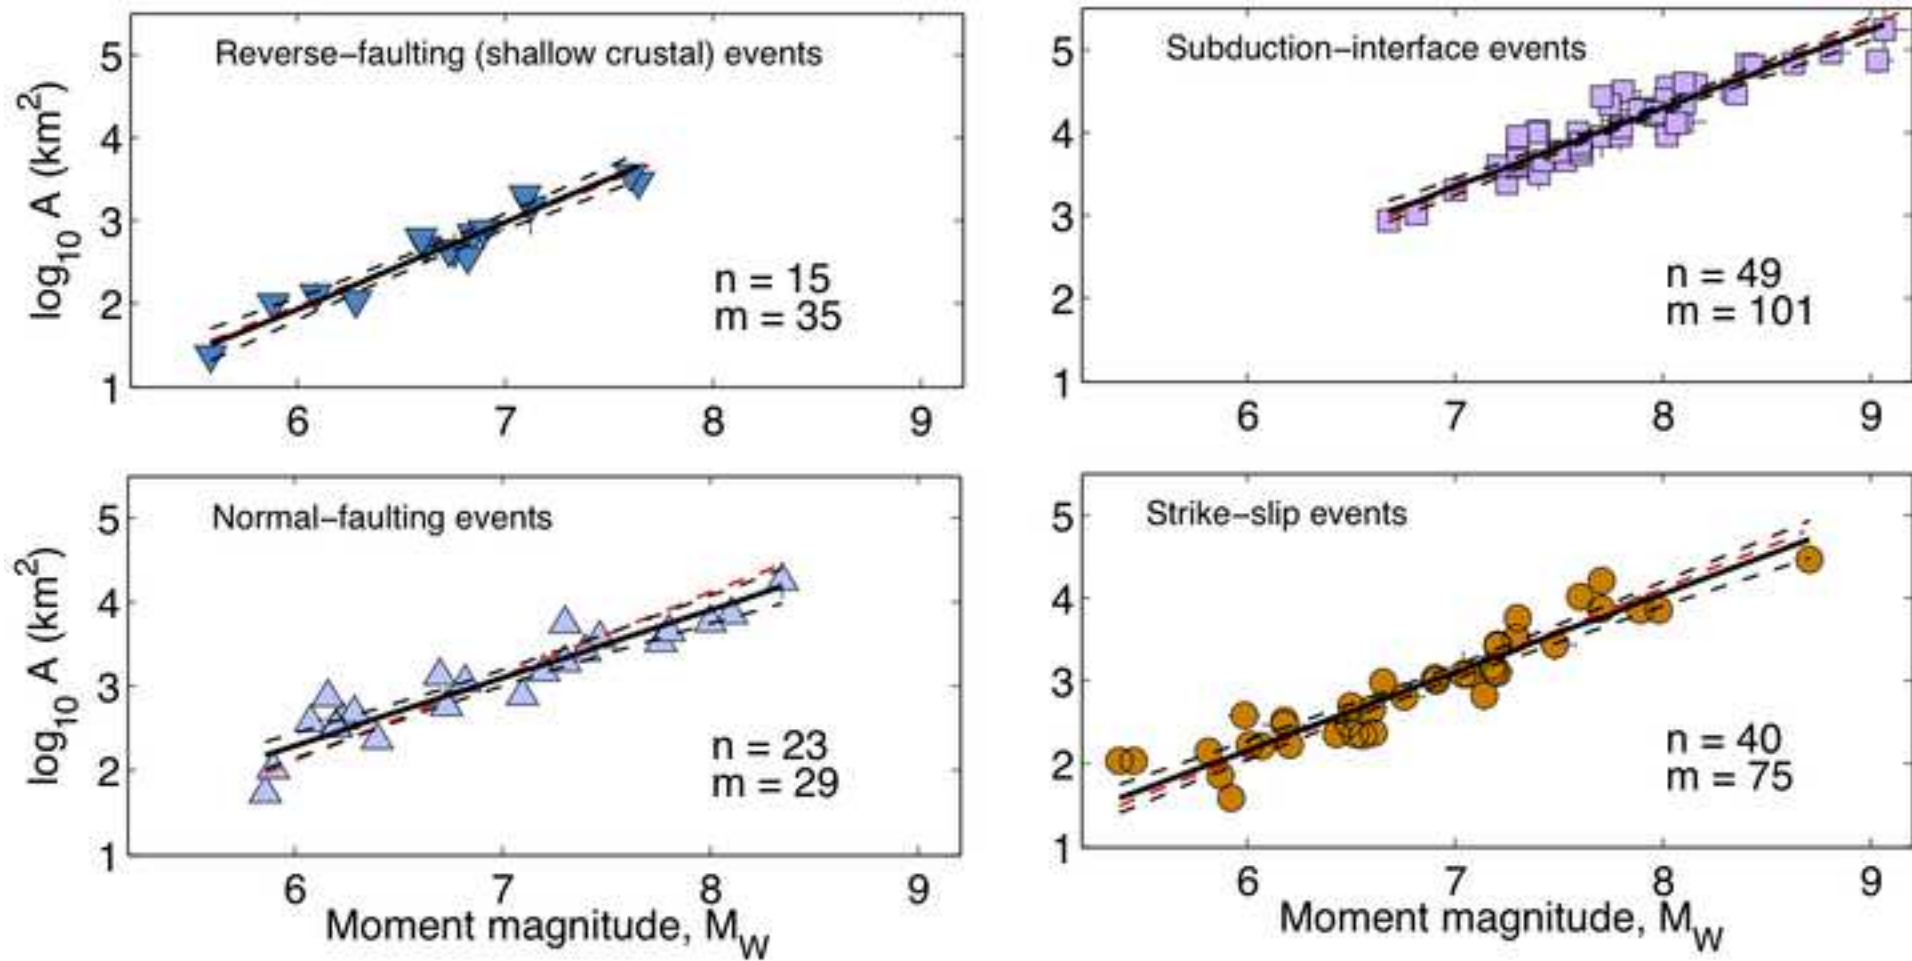 Reverse−faulting (shallow crustal) events
log10 A (km2)
5
4
3
2
1
n = 15
m = 35
6 7 8 9
Subduction−interface events
5
4
3
2
1
n = 49
m = 101
6 7 8 9
Normal−faulting events
log10 A (km2)
5
4
3
2
1
n = 23
m = 29
6 7 8 9
Moment magnitude, MW
Strike−slip events
5
4
3
2
1
n = 40
m = 75
6 7 8 9
Moment magnitude, MW